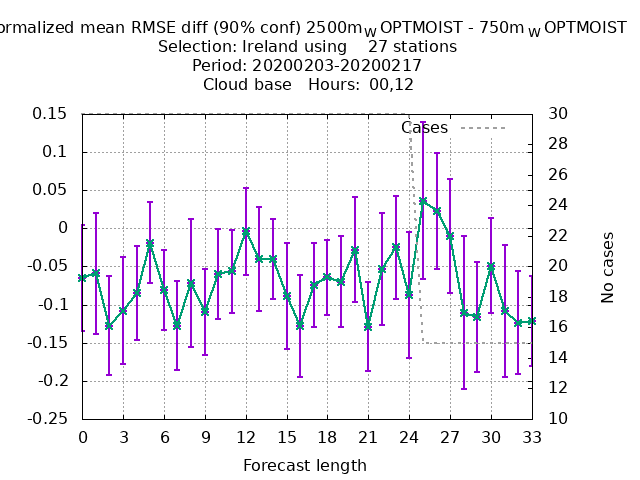 ormalized mean RMSE diff (90% conf) 2500m W OPTMOIST - 750m W OPTMOIST
Selection: Ireland using 27 stations
Period: 20200203-20200217
Cloud base Hours: 00,12
Cases
0.15
0.1
0.05
0
-0.05
-0.1
-0.15
-0.2
-0.25
30
28
26
24
22
20
18
16
14
12
10
No cases
0 3 6 9 12 15 18 21 24 27 30 33
Forecast length